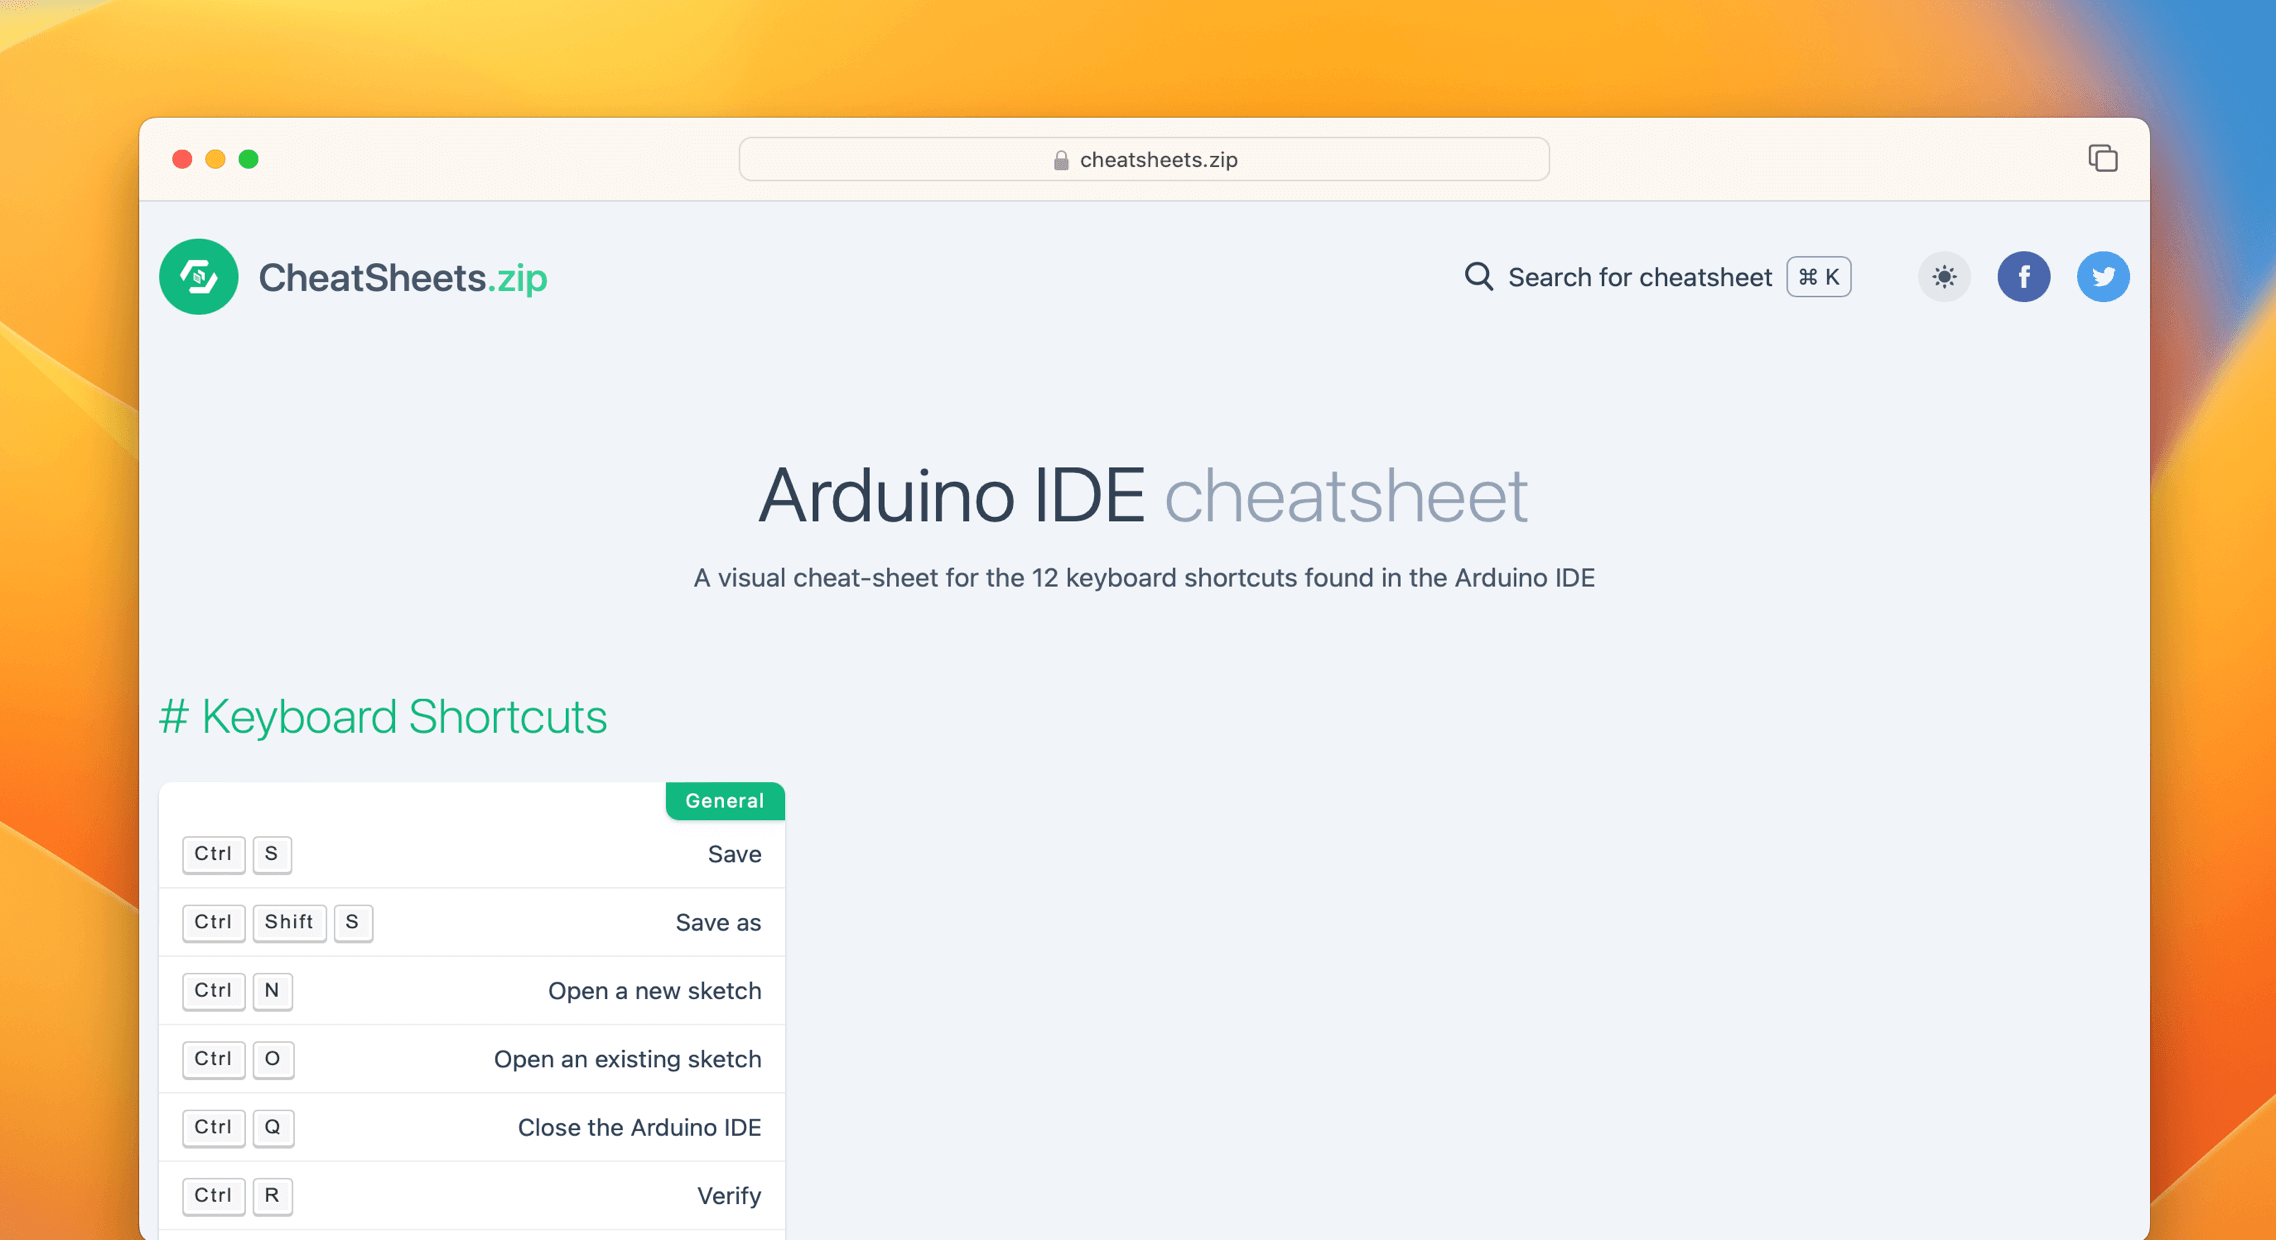 cheatsheets.zip
CheatSheets.zip
Search for cheatsheet ⌘ K
Arduino IDE cheatsheet
A visual cheat-sheet for the 12 keyboard shortcuts found in the Arduino IDE
# Keyboard Shortcuts
General
Ctrl S Save
Ctrl Shift S Save as
Ctrl N Open a new sketch
Ctrl O Open an existing sketch
Ctrl Q Close the Arduino IDE
Ctrl R Verify